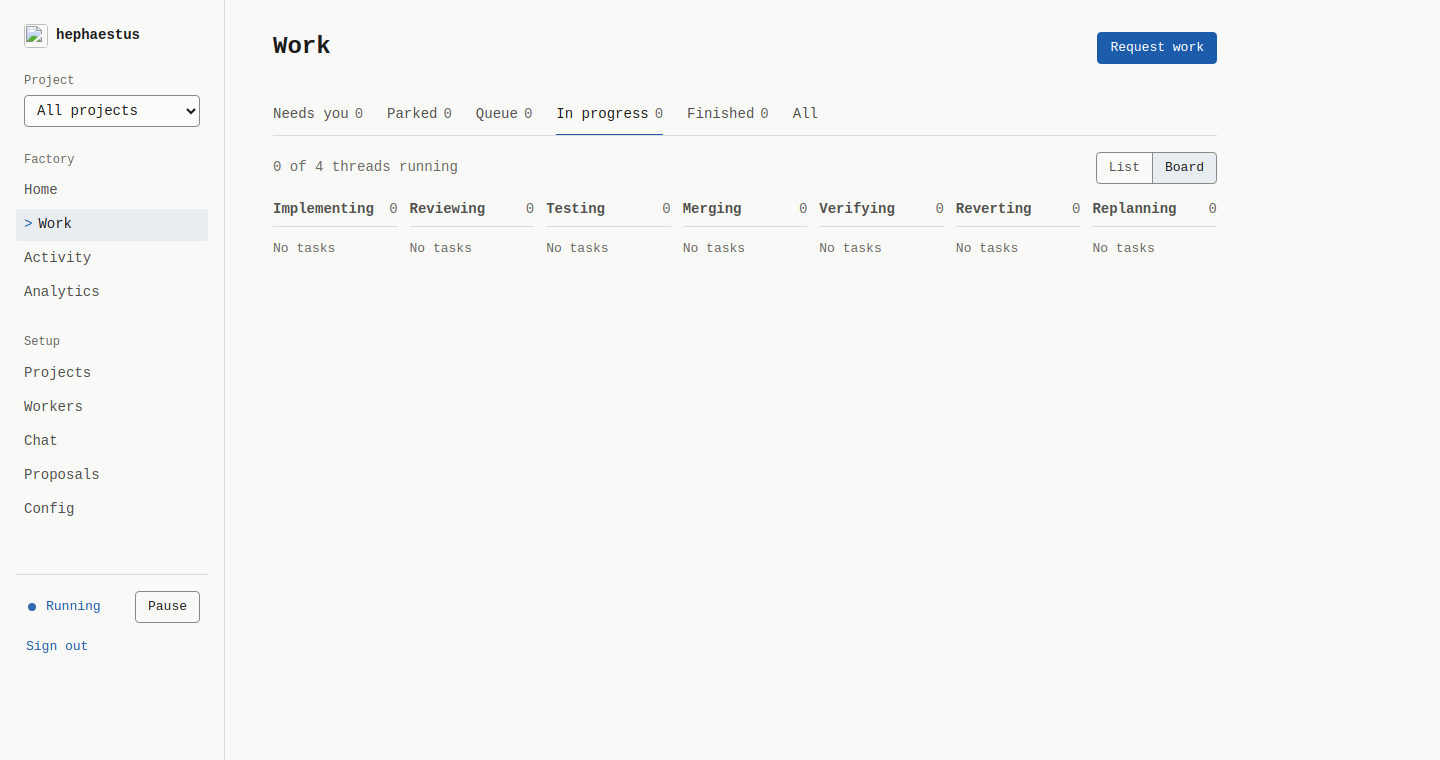 hephaestus
Project
All projects
Factory
Home
> Work
Activity
Analytics
Setup
Projects
Workers
Chat
Proposals
Config
Running
Pause
Sign out
Work
Request work
Needs you 0 Parked 0 Queue 0 In progress 0 Finished 0 All
0 of 4 threads running
List Board
Implementing 0 Reviewing 0 Testing 0 Merging 0 Verifying 0 Reverting 0 Replanning 0
No tasks No tasks No tasks No tasks No tasks No tasks No tasks